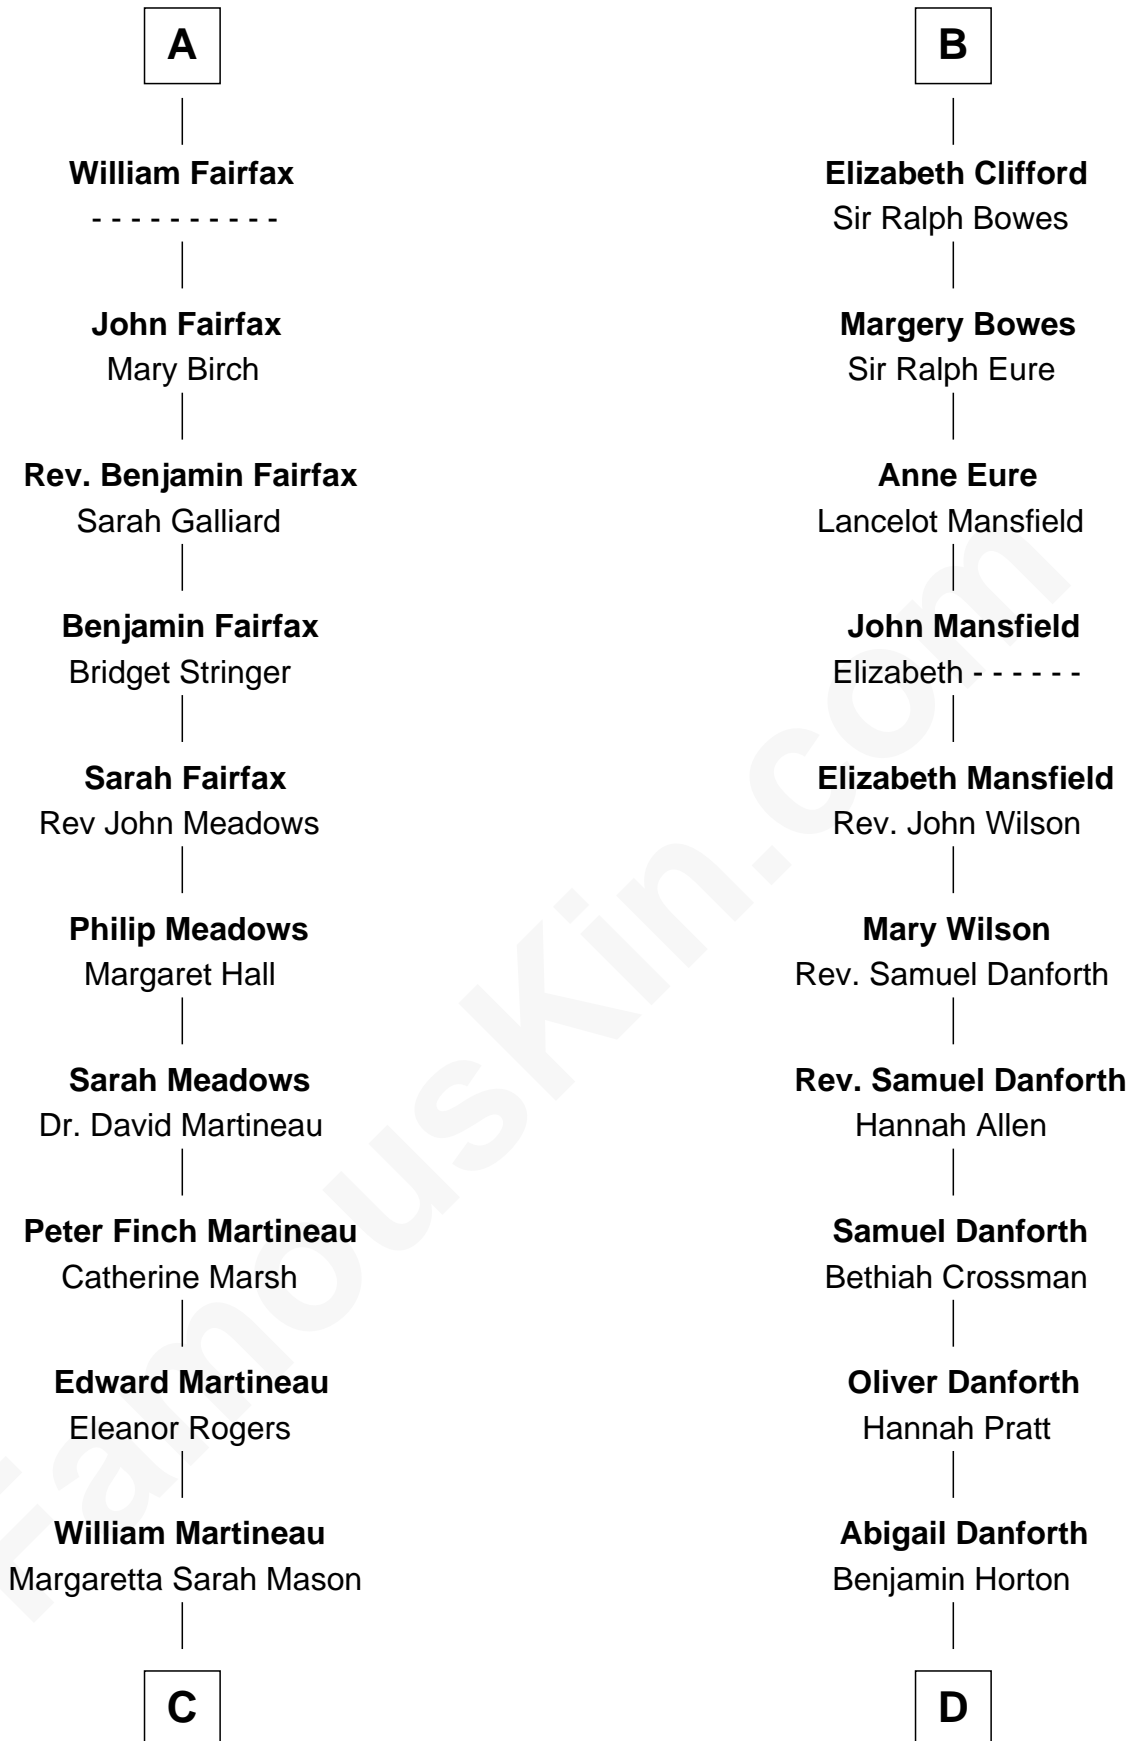 A
William Fairfax
- - - - - - - - - -
John Fairfax
Mary Birch
Rev. Benjamin Fairfax
Sarah Galliard
Benjamin Fairfax
Bridget Stringer
Sarah Fairfax
Rev John Meadows
Philip Meadows
Margaret Hall
Sarah Meadows
Dr. David Martineau
Peter Finch Martineau
Catherine Marsh
Edward Martineau
Eleanor Rogers
William Martineau
Margaretta Sarah Mason
C
B
Elizabeth Clifford
Sir Ralph Bowes
Margery Bowes
Sir Ralph Eure
Anne Eure
Lancelot Mansfield
John Mansfield
Elizabeth - - - - - -
Elizabeth Mansfield
Rev. John Wilson
Mary Wilson
Rev. Samuel Danforth
Rev. Samuel Danforth
Hannah Allen
Samuel Danforth
Bethiah Crossman
Oliver Danforth
Hannah Pratt
Abigail Danforth
Benjamin Horton
D
FamousKin.com